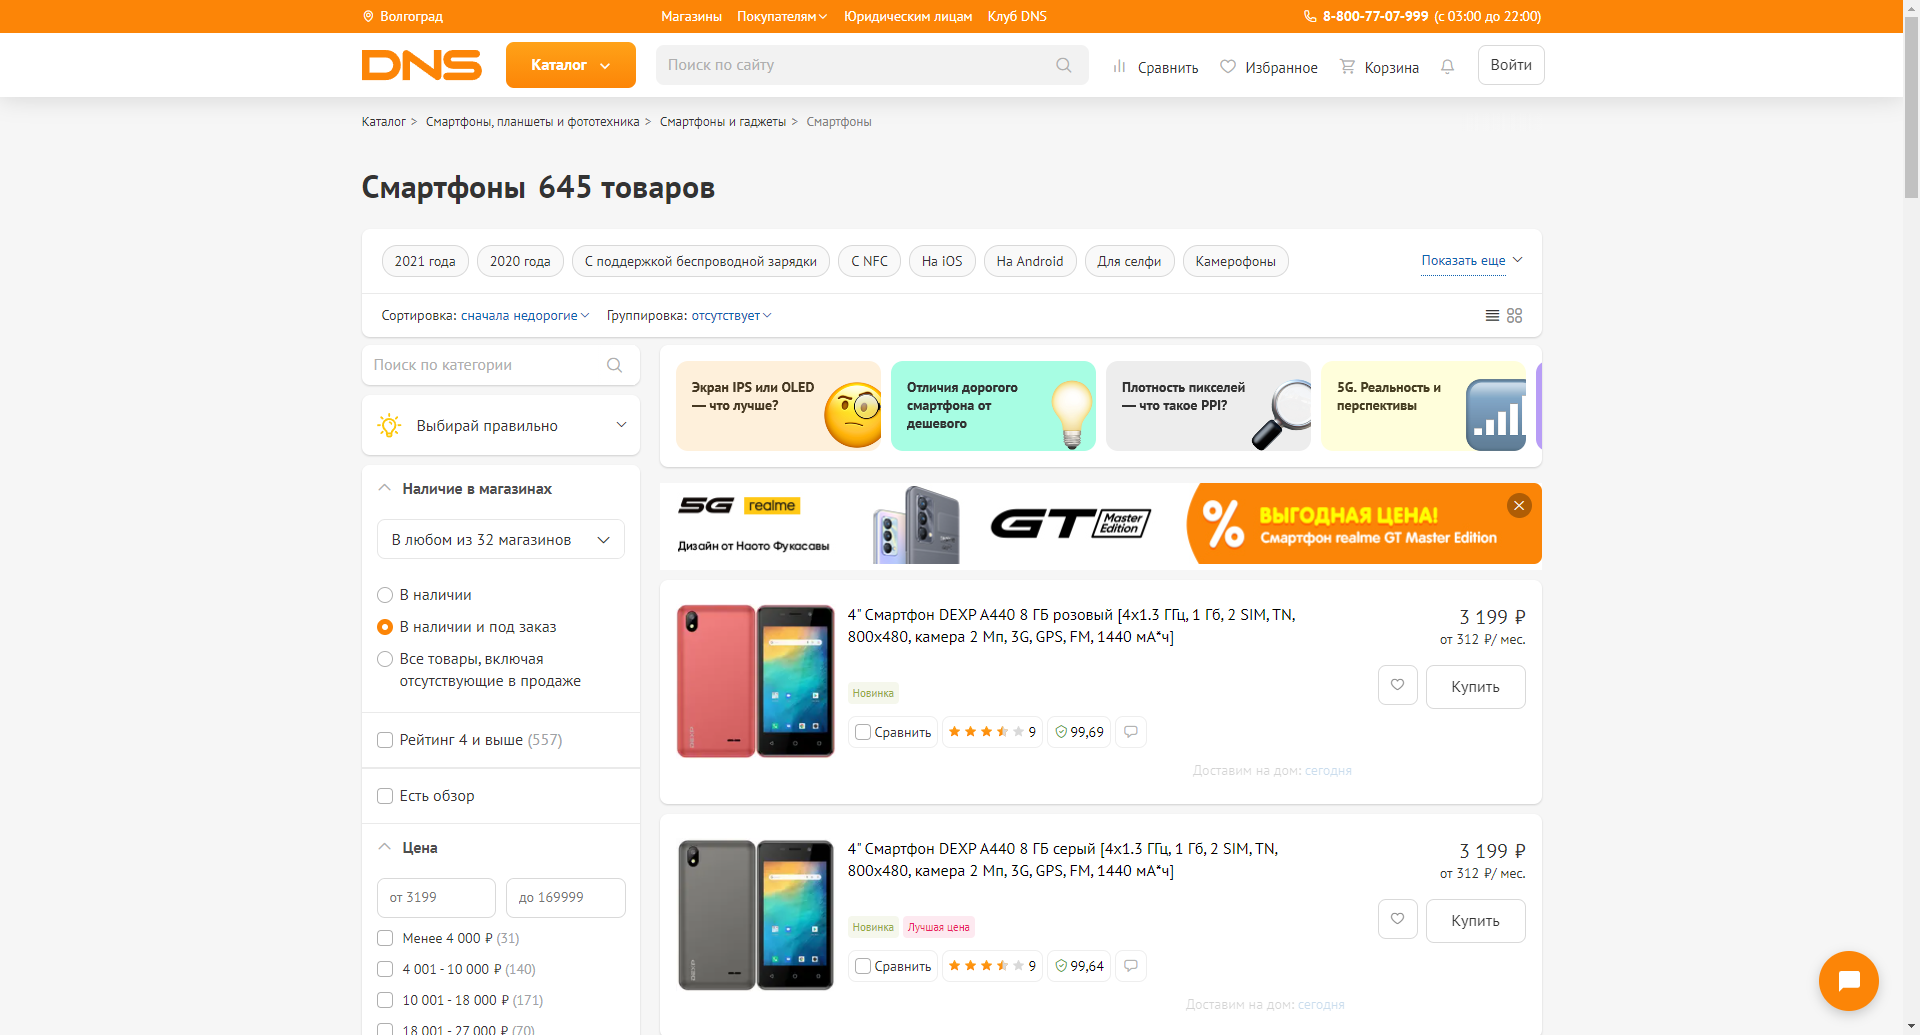 Волгоград
Магазины Покупателям Юридическим лицам Клуб DNS
8-800-77-07-999 (с 03:00 до 22:00)
DNS
Каталог
Поиск по сайту
Сравнить
Избранное
Корзина
Войти
Каталог > Смартфоны, планшеты и фототехника > Смартфоны и гаджеты > Смартфоны
Смартфоны 645 товаров
2021 года
2020 года
С поддержкой беспроводной зарядки
С NFC
На iOS
На Android
Для селфи
Камерофоны
Показать еще
Сортировка: сначала недорогие
Группировка: отсутствует
Поиск по категории
Выбирай правильно
Наличие в магазинах
В любом из 32 магазинов
В наличии
В наличии и под заказ
Все товары, включая
отсутствующие в продаже
Рейтинг 4 и выше (557)
Есть обзор
Цена
от 3199
до 169999
Менее 4 000 ₽ (31)
4 001 - 10 000 ₽ (140)
10 001 - 18 000 ₽ (171)
18 001 - 27 000 ₽ (70)
Экран IPS или OLED
— что лучше?
Отличия дорогого
смартфона от
дешевого
Плотность пикселей
— что такое PPI?
5G. Реальность и
перспективы
5G realme
Дизайн от Наото Фукасавы
GT Master
Edition
% ВЫГОДНАЯ ЦЕНА!
Смартфон realme GT Master Edition
4" Смартфон DEXP A440 8 ГБ розовый [4x1.3 ГГц, 1 Гб, 2 SIM, TN,
800x480, камера 2 Мп, 3G, GPS, FM, 1440 мА*ч]
3 199 ₽
от 312 ₽/ мес.
Купить
Новинка
Сравнить
9
99,69
Доставим на дом: сегодня
DEXP
4" Смартфон DEXP A440 8 ГБ серый [4x1.3 ГГц, 1 Гб, 2 SIM, TN,
800x480, камера 2 Мп, 3G, GPS, FM, 1440 мА*ч]
3 199 ₽
от 312 ₽/ мес.
Купить
Новинка
Лучшая цена
Сравнить
9
99,64
Доставим на дом: сегодня
DEXP